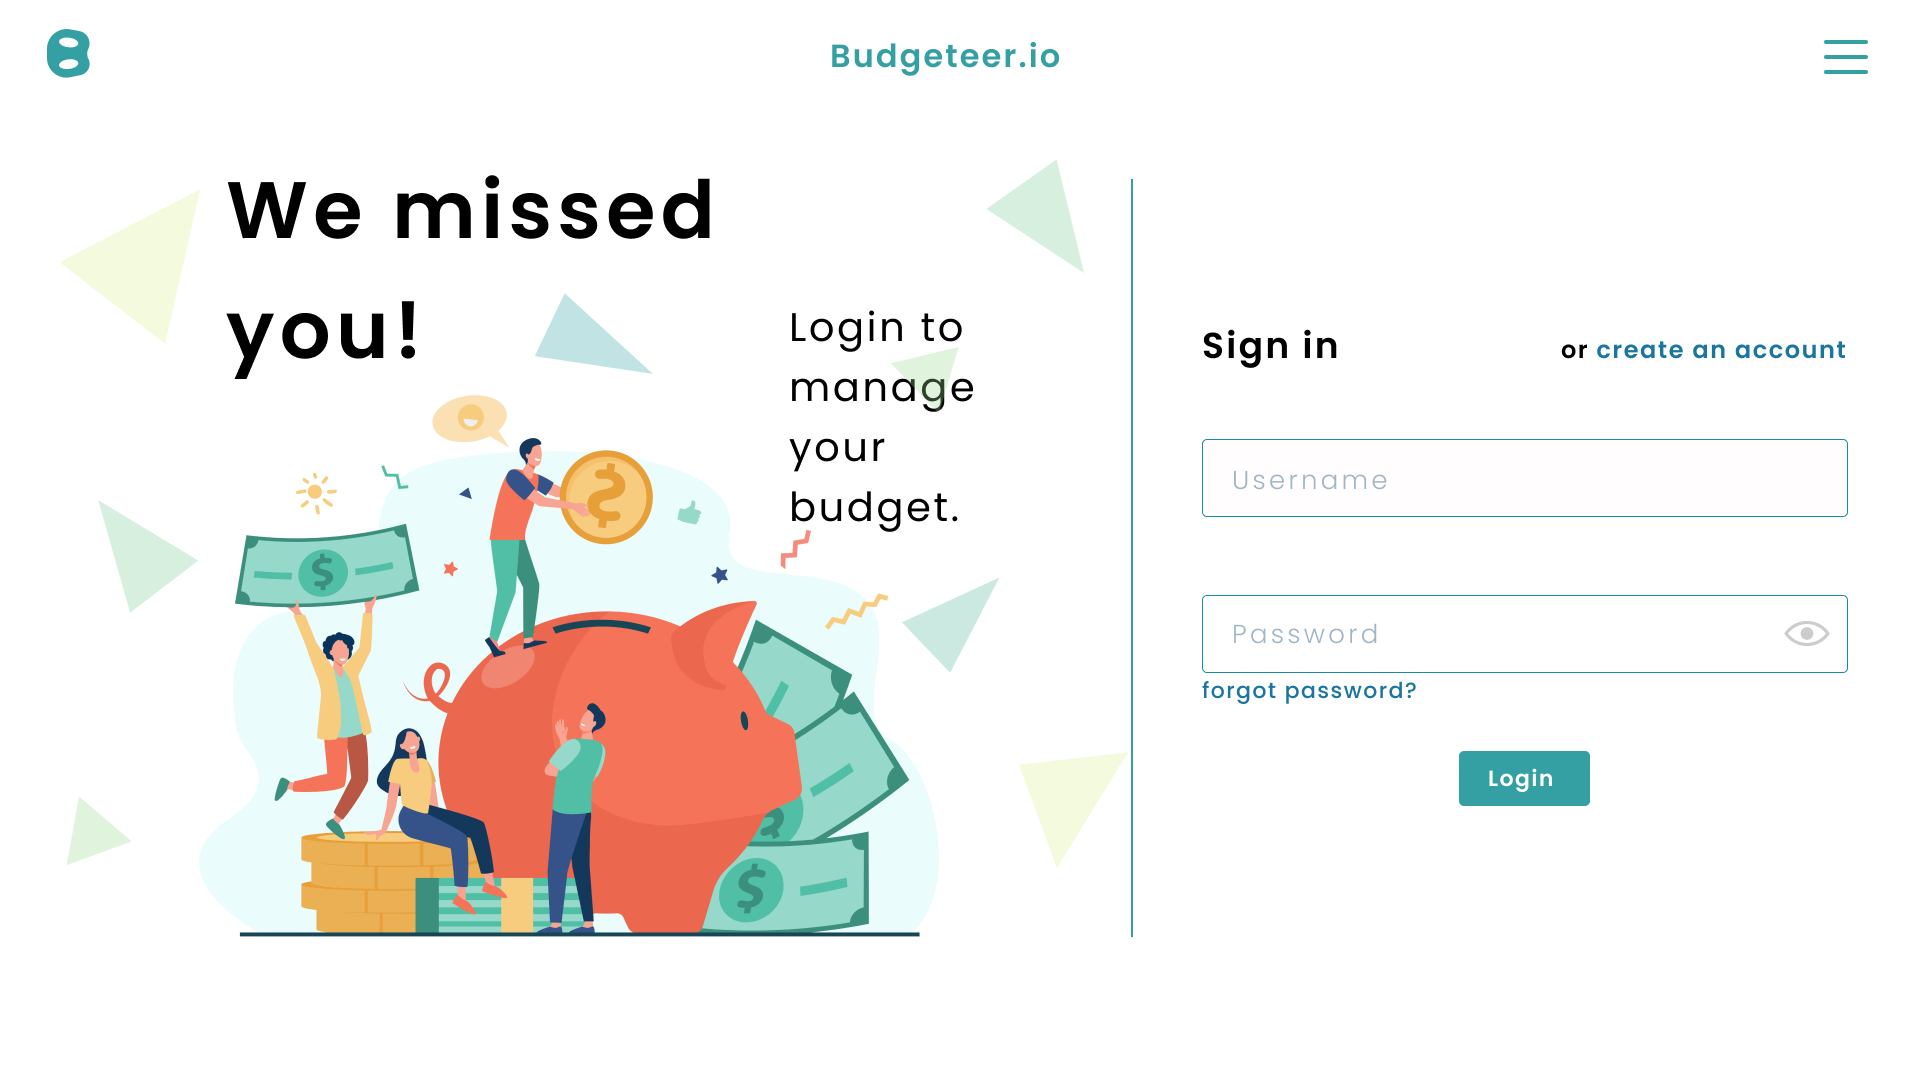 Budgeteer.io
We missed
you!
Login to
manage
your
budget.
Sign in
or create an account
Username
Password
forgot password?
Login